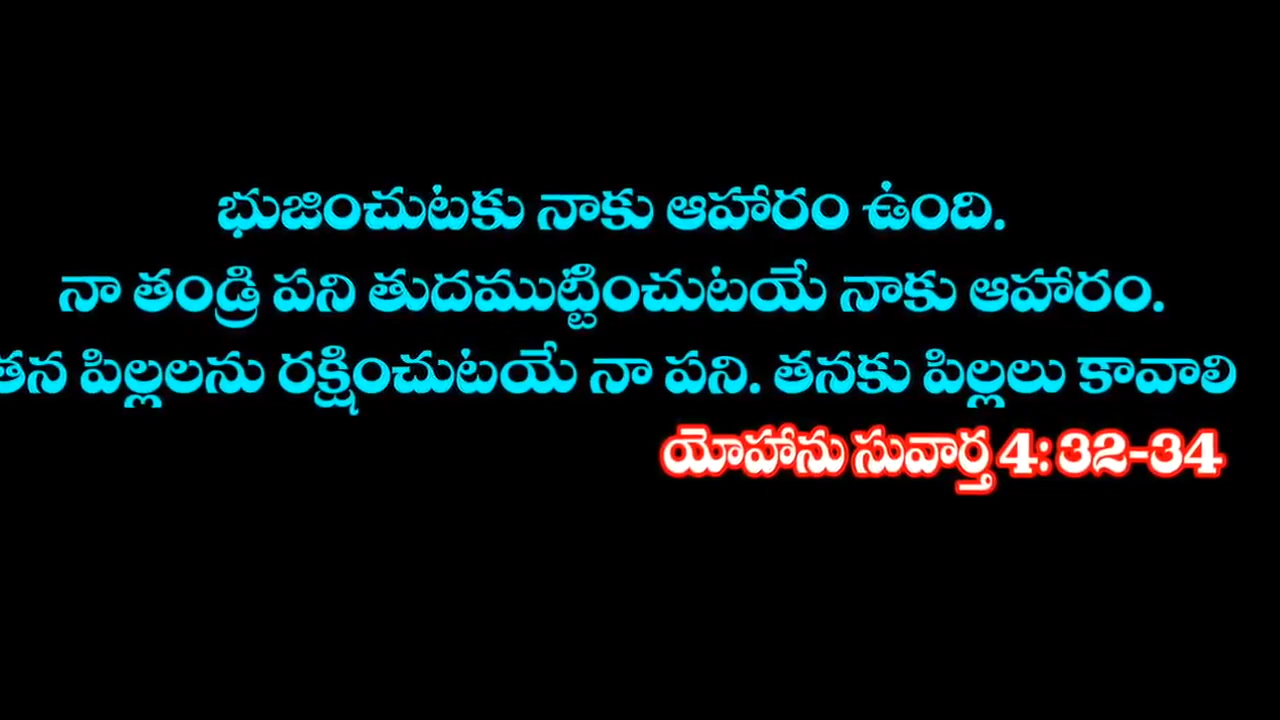 భుజించుటకు నాకు ఆహారం ఉంది.
నా తండ్రి పని తుదముట్టించుటయే నాకు ఆహారం.
తన పిల్లలను రక్షించుటయే నా పని. తనకు పిల్లలు కావాలి
యోహాను సువార్త 4: 32-34